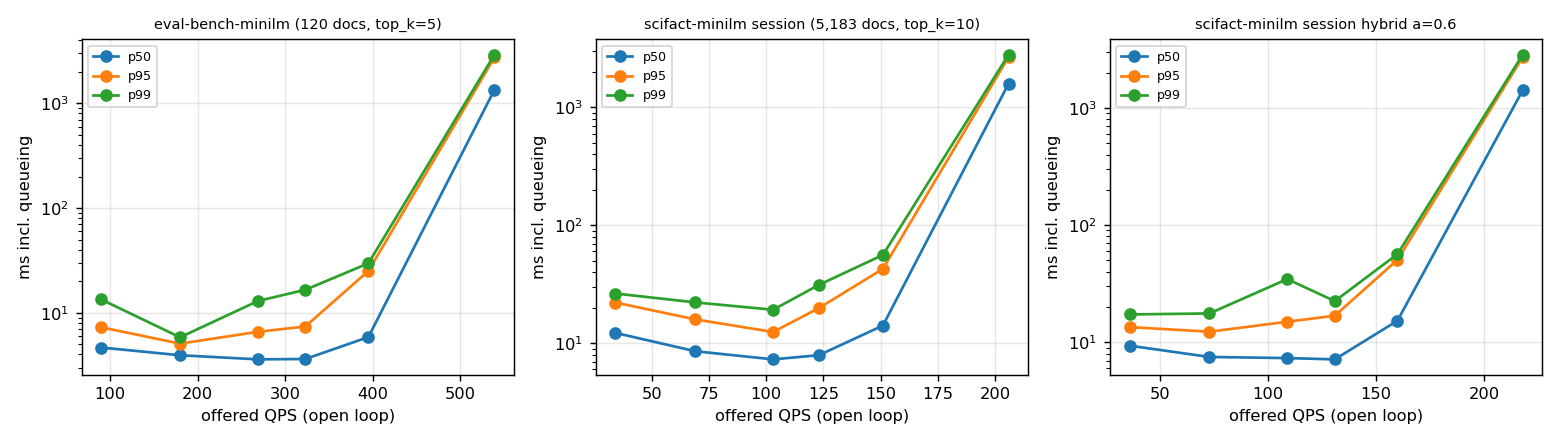 eval-bench-minilm (120 docs, top_k=5)
ms incl. queueing
p50
p95
p99
10³
10²
10¹
100 200 300 400 500
offered QPS (open loop)
scifact-minilm session (5,183 docs, top_k=10)
ms incl. queueing
p50
p95
p99
10³
10²
10¹
50 75 100 125 150 175 200
offered QPS (open loop)
scifact-minilm session hybrid a=0.6
ms incl. queueing
p50
p95
p99
10³
10²
10¹
50 100 150 200
offered QPS (open loop)